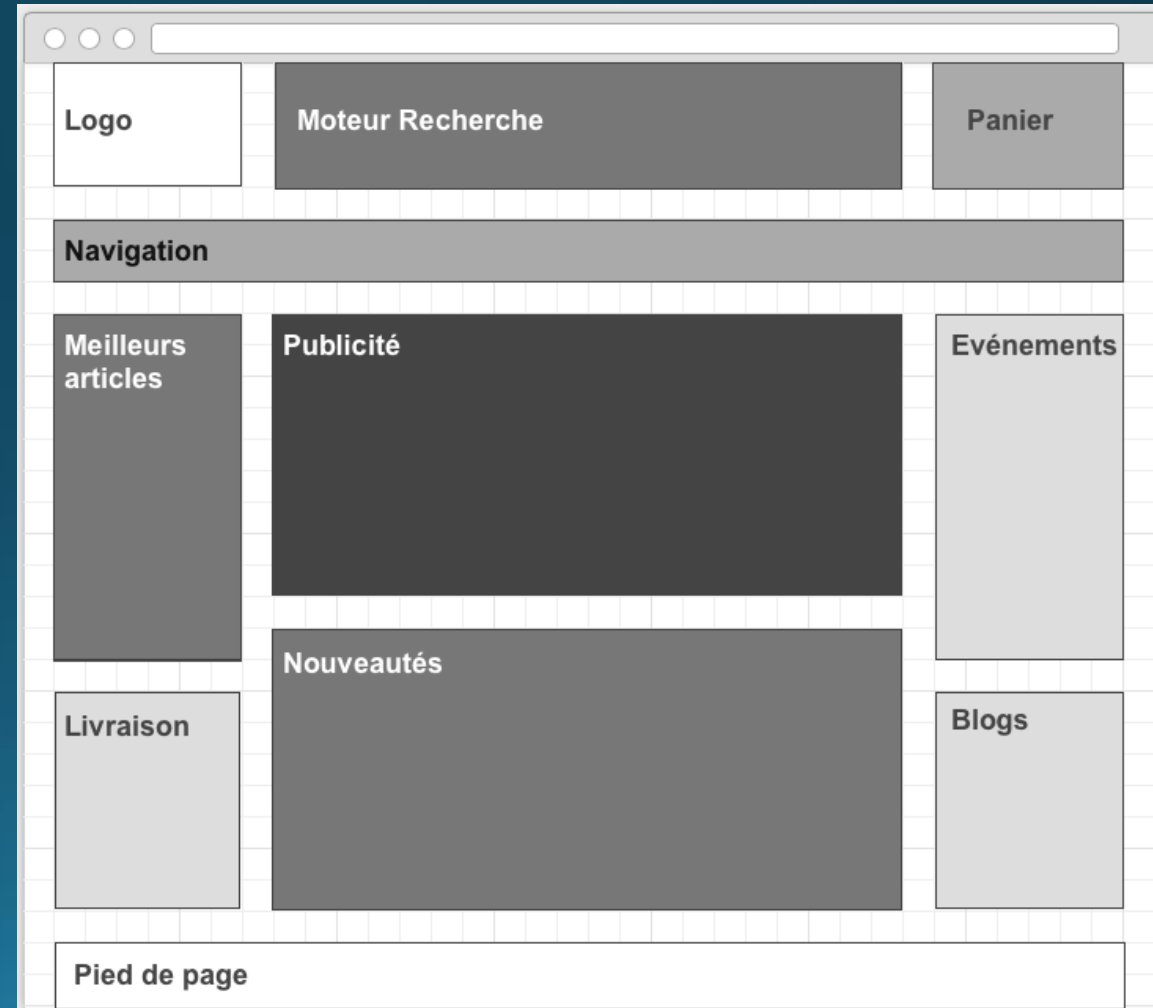 Logo
Moteur Recherche
Panier
Navigation
Meilleurs
articles
Publicité
Evénements
Nouveautés
Livraison
Blogs
Pied de page